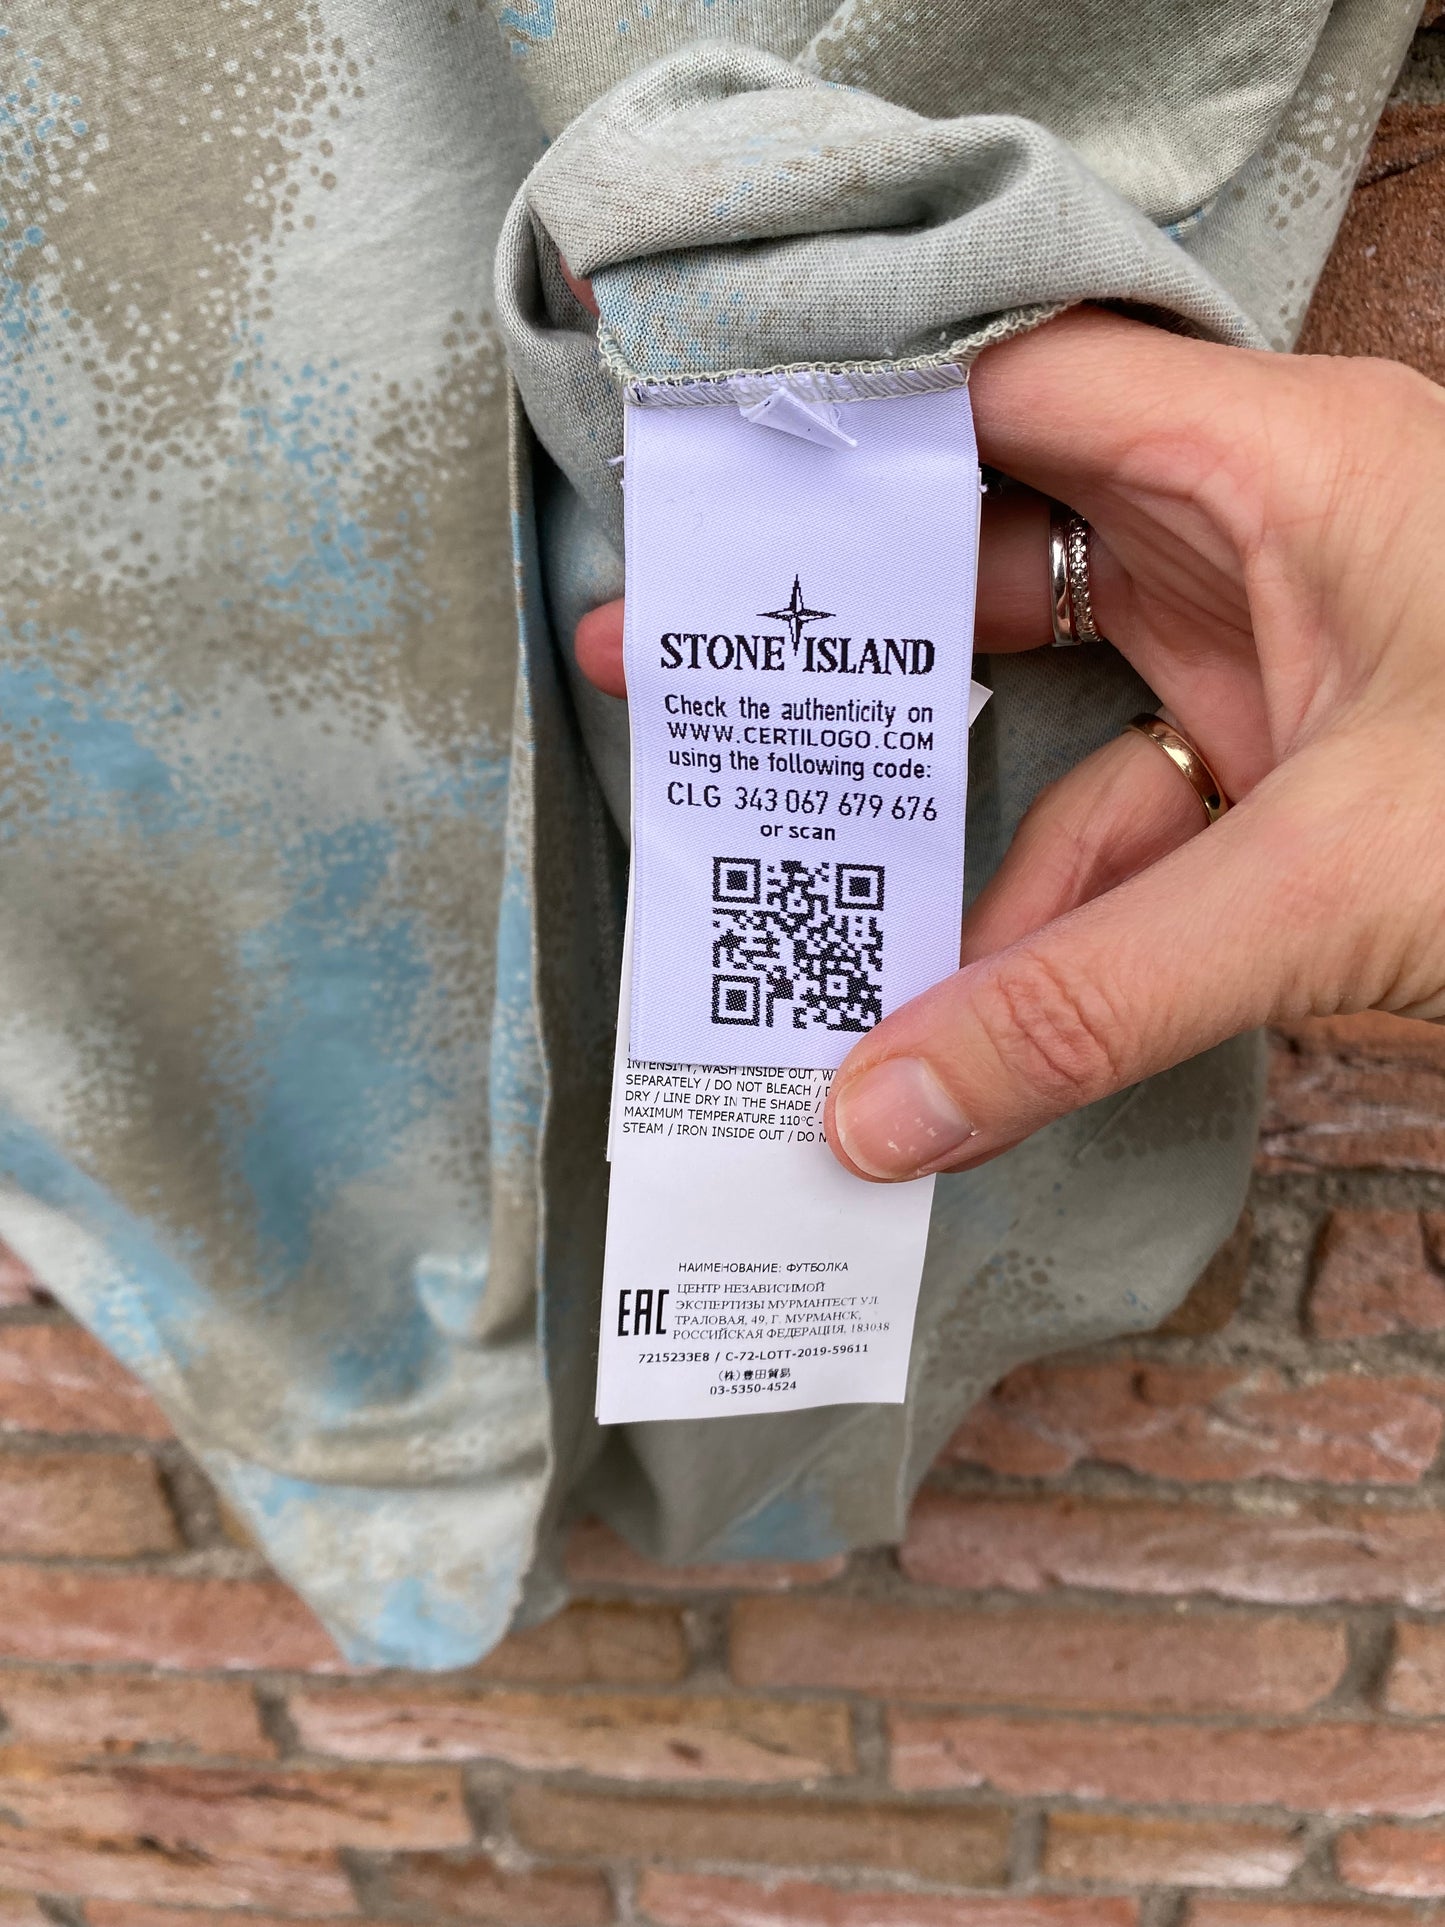 STONE ISLAND
Check the authenticity on
WWW.CERTILOGO.COM
using the following code:
CLG 343 067 679 676
or scan
INTENSITY, WASH INSIDE OUT,
SEPARATELY / DO NOT BLEACH /
DRY / LINE DRY IN THE SHADE /
MAXIMUM TEMPERATURE 110°C -
STEAM / IRON INSIDE OUT / DO
НАИМЕНОВАНИЕ: ФУТБОЛКА
EAC
ЦЕНТР НЕЗАВИСИМОЙ
ЭКСПЕРТИЗЫ МУРМАНТЕСТ УЛ.
ТРАЛОВАЯ, 49, Г. МУРМАНСК,
РОССИЙСКАЯ ФЕДЕРАЦИЯ, 183038
7215233E8 / C-72-LOTT-2019-59611
(株)豊田貿易
03-5350-4524